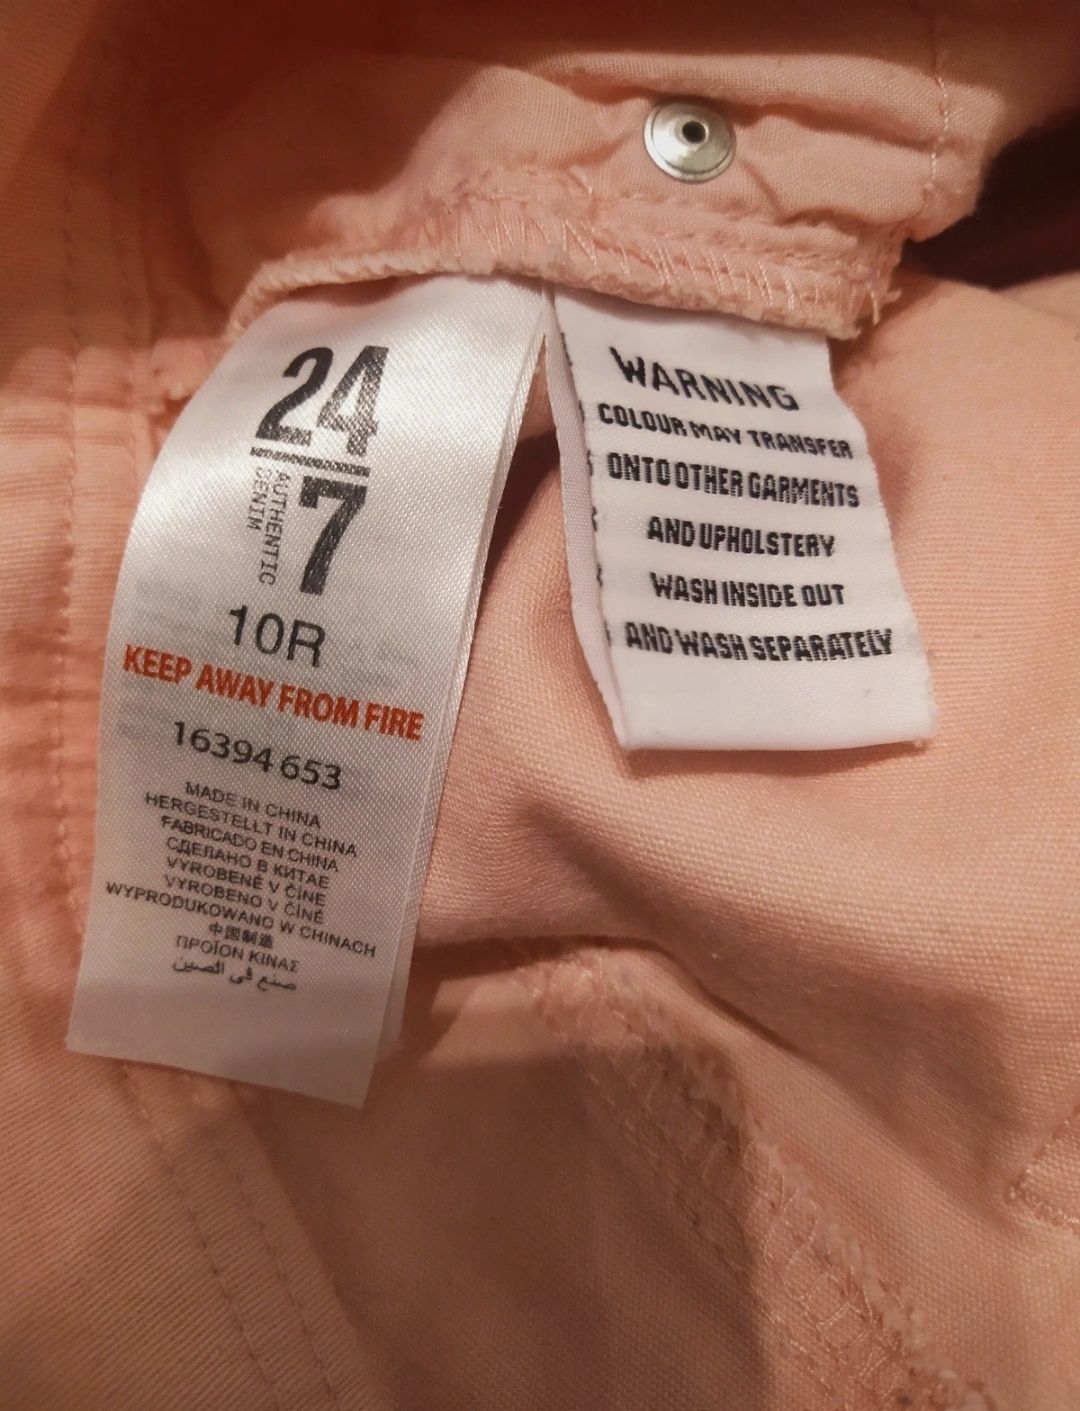 24
7
AUTHENTIC
DENIM
10R
KEEP AWAY FROM FIRE
16394 653
MADE IN CHINA
HERGESTELLT IN CHINA
FABRICADO EN CHINA
СДЕЛАНО В КИТАЕ
VYROBENÉ V ČÍNE
VYROBENO V ČÍNĚ
WYPRODUKOWANO W CHINACH
中国制造
ΠΡΟΪΟΝ ΚΙΝΑΣ
صنع في الصين
WARNING
COLOUR MAY TRANSFER
ONTO OTHER GARMENTS
AND UPHOLSTERY
WASH INSIDE OUT
AND WASH SEPARATELY